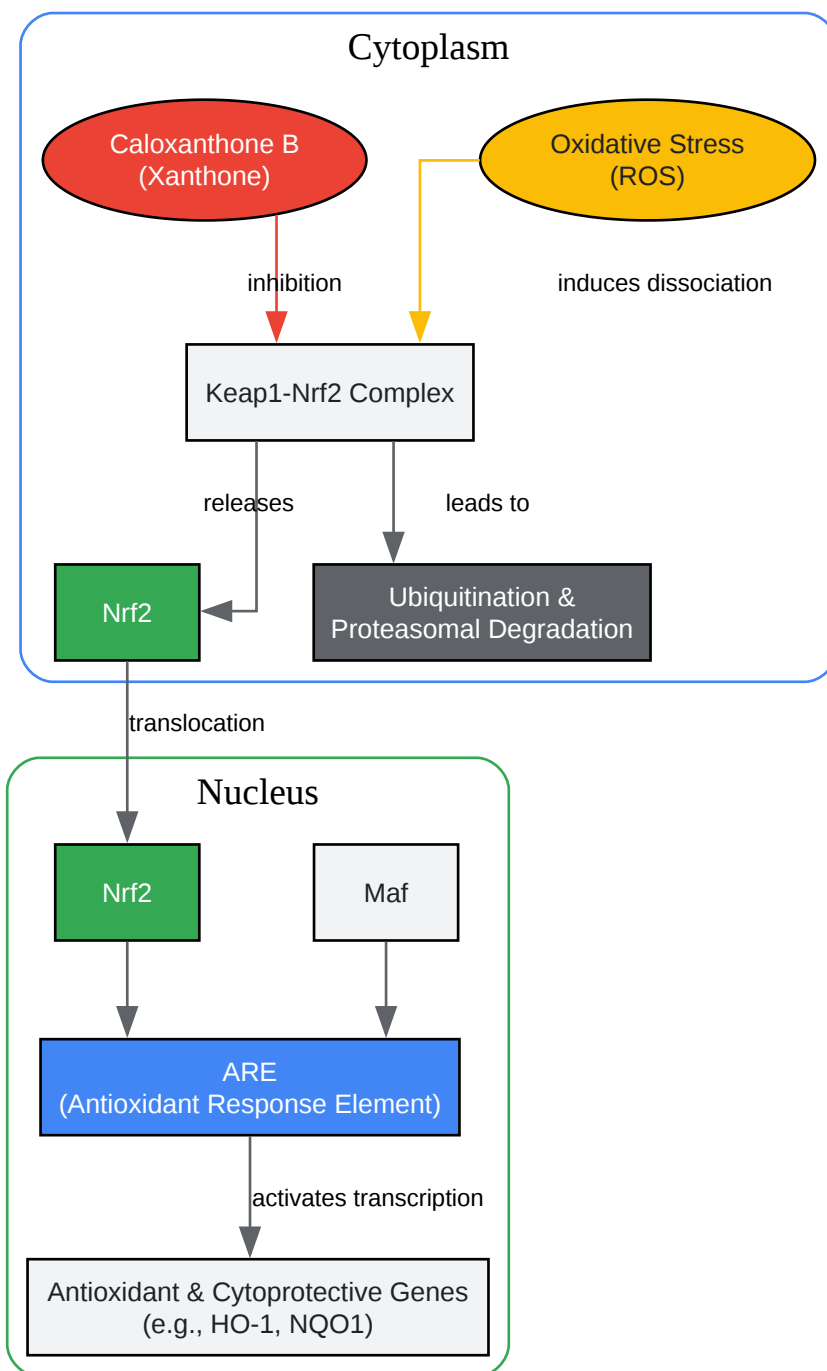 Cytoplasm
Caloxanthone B
(Xanthone)
Oxidative Stress
(ROS)
inhibition
induces dissociation
Keap1-Nrf2 Complex
releases
leads to
Nrf2
Ubiquitination &
Proteasomal Degradation
translocation
Nucleus
Nrf2
Maf
ARE
(Antioxidant Response Element)
activates transcription
Antioxidant & Cytoprotective Genes
(e.g., HO-1, NQO1)